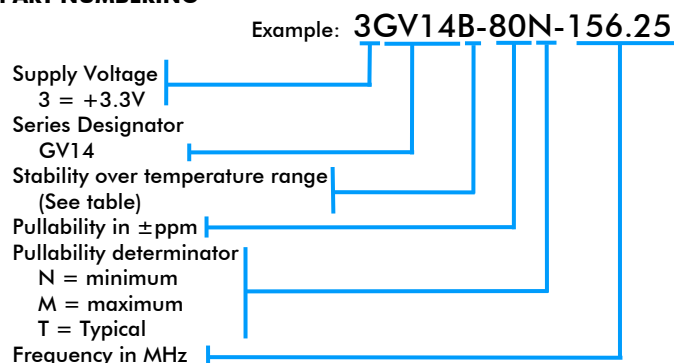 PART NUMBERING
Example: 3GV14B-80N-156.25
Supply Voltage
3 = +3.3V
Series Designator
GV14
Stability over temperature range
(See table)
Pullability in ±ppm
Pullability determinator
N = minimum
M = maximum
T = Typical
Frequency in MHz